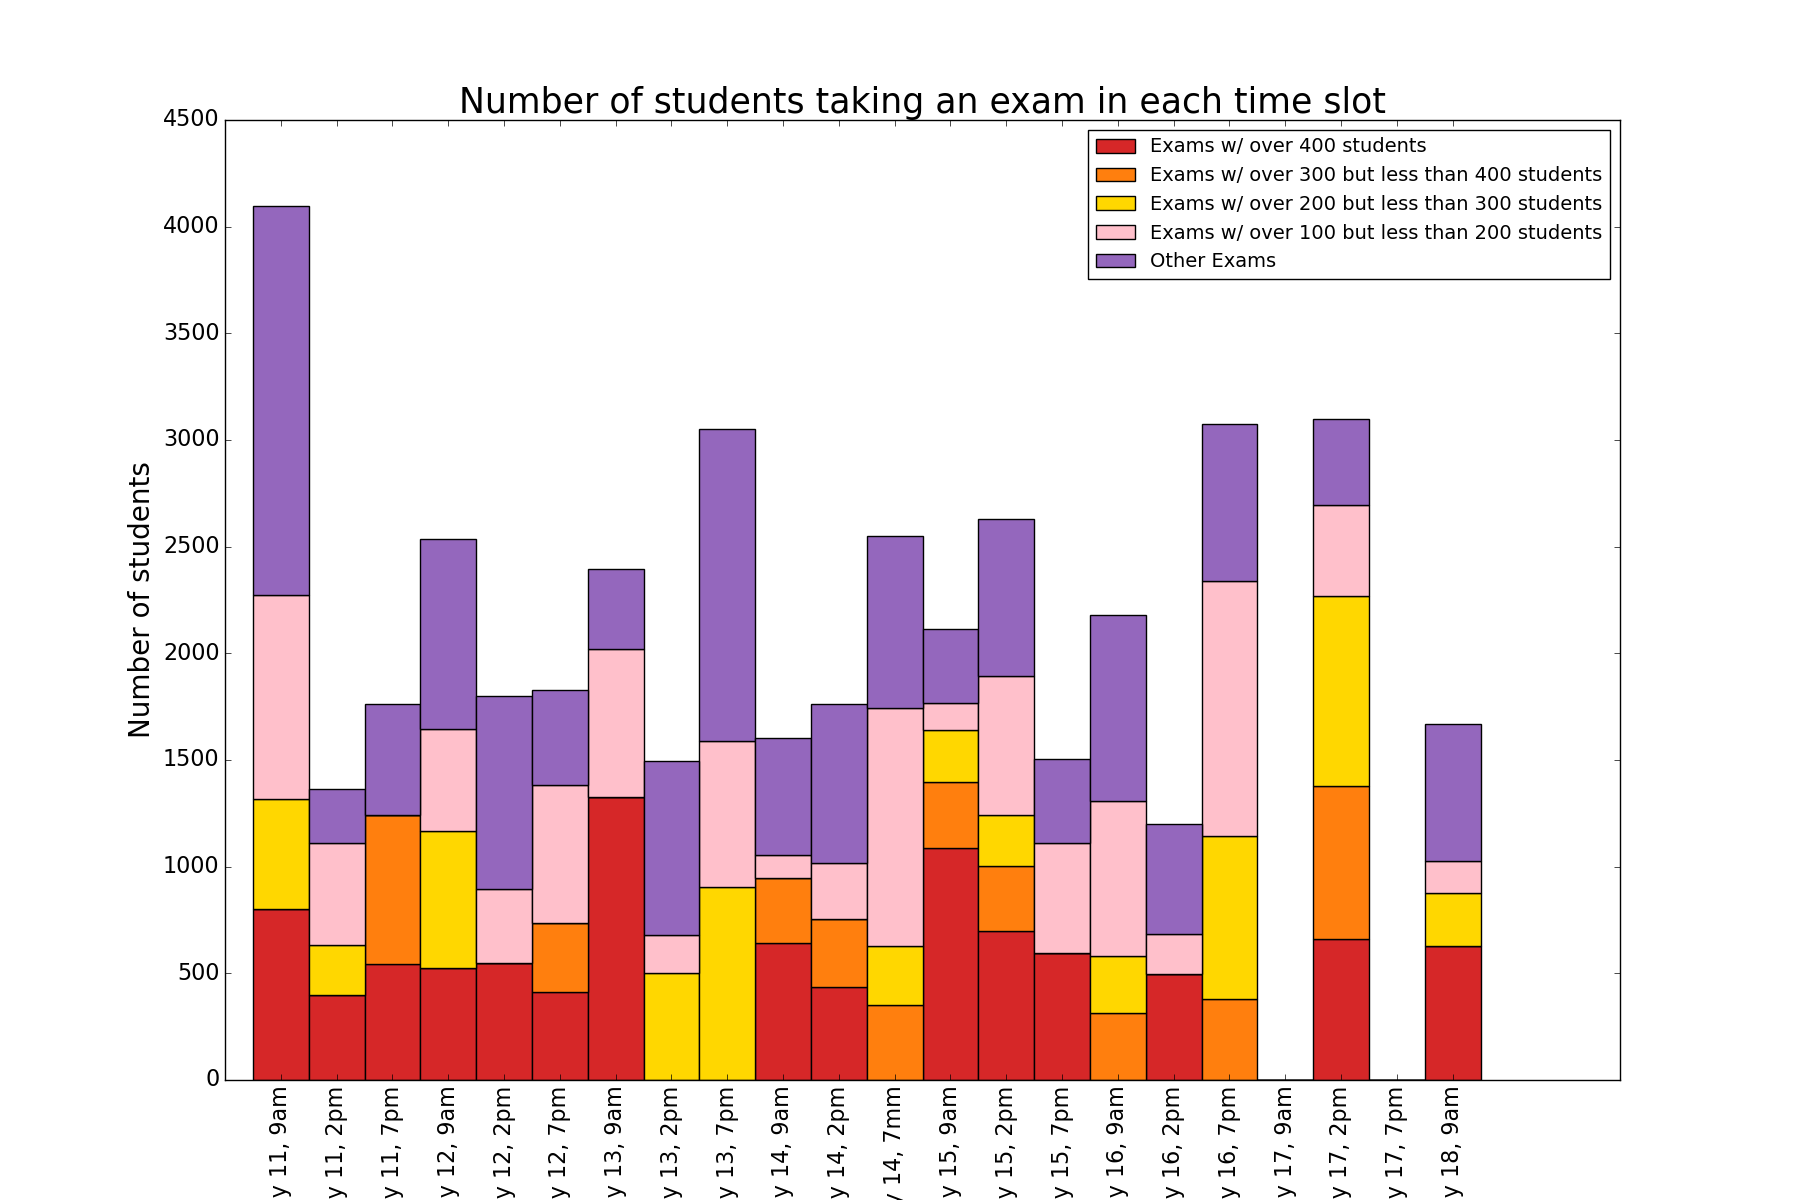 Number of students taking an exam in each time slot
Number of students
4500
4000
3500
3000
2500
2000
1500
1000
500
0
Exams w/ over 400 students
Exams w/ over 300 but less than 400 students
Exams w/ over 200 but less than 300 students
Exams w/ over 100 but less than 200 students
Other Exams
y 11, 9am
y 11, 2pm
y 11, 7pm
y 12, 9am
y 12, 2pm
y 12, 7pm
y 13, 9am
y 13, 2pm
y 13, 7pm
y 14, 9am
y 14, 2pm
y 14, 7mm
y 15, 9am
y 15, 2pm
y 15, 7pm
y 16, 9am
y 16, 2pm
y 16, 7pm
y 17, 9am
y 17, 2pm
y 17, 7pm
y 18, 9am